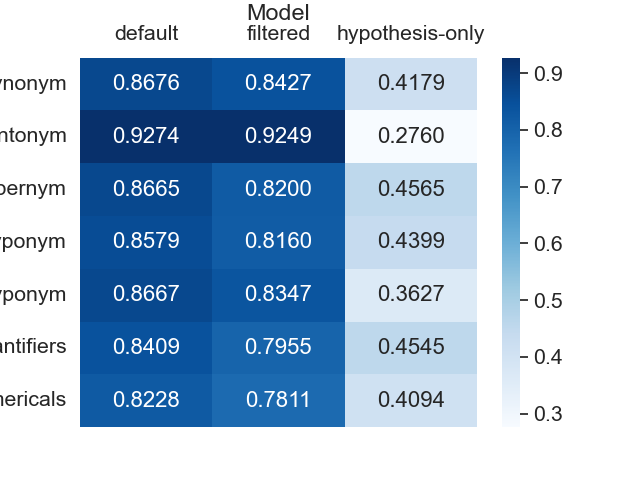 Model
default filtered hypothesis-only
ynonym 0.8676 0.8427 0.4179 0.9
ntonym 0.9274 0.9249 0.2760 0.8
pernym 0.8665 0.8200 0.4565 0.7
yponym 0.8579 0.8160 0.4399 0.6
yponym 0.8667 0.8347 0.3627 0.5
antifiers 0.8409 0.7955 0.4545 0.4
mericals 0.8228 0.7811 0.4094 0.3